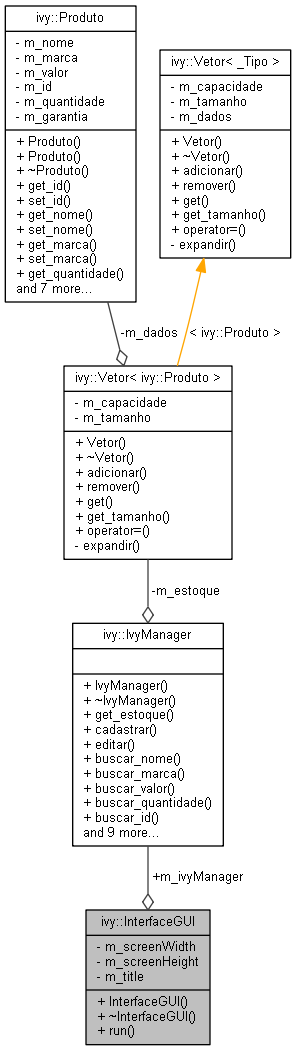 ivy::Produto
- m_nome
- m_marca
- m_valor
- m_id
- m_quantidade
- m_garantia
+ Produto()
+ Produto()
+ ~Produto()
+ get_id()
+ set_id()
+ get_nome()
+ set_nome()
+ get_marca()
+ set_marca()
+ get_quantidade()
and 7 more...
ivy::Vetor< _Tipo >
- m_capacidade
- m_tamanho
- m_dados
+ Vetor()
+ ~Vetor()
+ adicionar()
+ remover()
+ get()
+ get_tamanho()
+ operator=()
- expandir()
-m_dados
< ivy::Produto >
ivy::Vetor< ivy::Produto >
- m_capacidade
- m_tamanho
+ Vetor()
+ ~Vetor()
+ adicionar()
+ remover()
+ get()
+ get_tamanho()
+ operator=()
- expandir()
-m_estoque
ivy::IvyManager
+ IvyManager()
+ ~IvyManager()
+ get_estoque()
+ cadastrar()
+ editar()
+ buscar_nome()
+ buscar_marca()
+ buscar_valor()
+ buscar_quantidade()
+ buscar_id()
and 9 more...
+m_ivyManager
ivy::InterfaceGUI
- m_screenWidth
- m_screenHeight
- m_title
+ InterfaceGUI()
+ ~InterfaceGUI()
+ run()